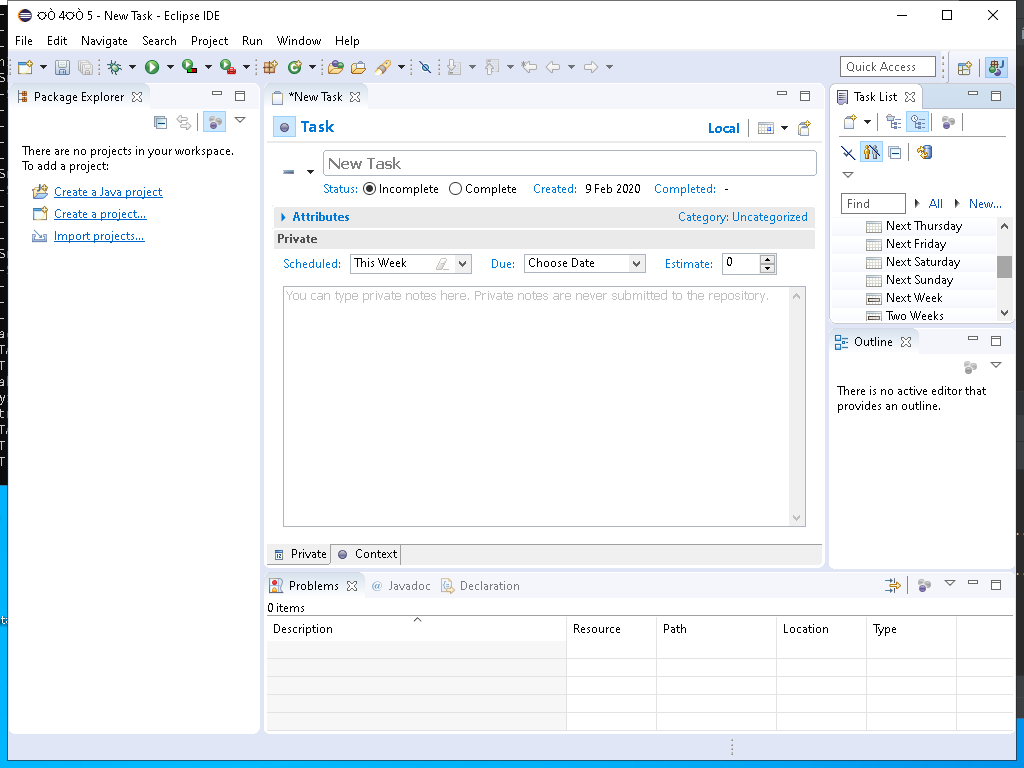 - New Task - Eclipse IDE
File Edit Navigate Search Project Run Window Help
Quick Access
Package Explorer
There are no projects in your workspace.
To add a project:
Create a Java project
Create a project...
Import projects...
*New Task
Task
Local
New Task
Status: Incomplete Complete Created: 9 Feb 2020 Completed: -
Attributes Category: Uncategorized
Private
Scheduled: This Week Due: Choose Date Estimate: 0
You can type private notes here. Private notes are never submitted to the repository.
Private Context
Problems @ Javadoc Declaration
0 items
Description Resource Path Location Type
Task List
Find All New...
Next Thursday
Next Friday
Next Saturday
Next Sunday
Next Week
Two Weeks
Outline
There is no active editor that
provides an outline.